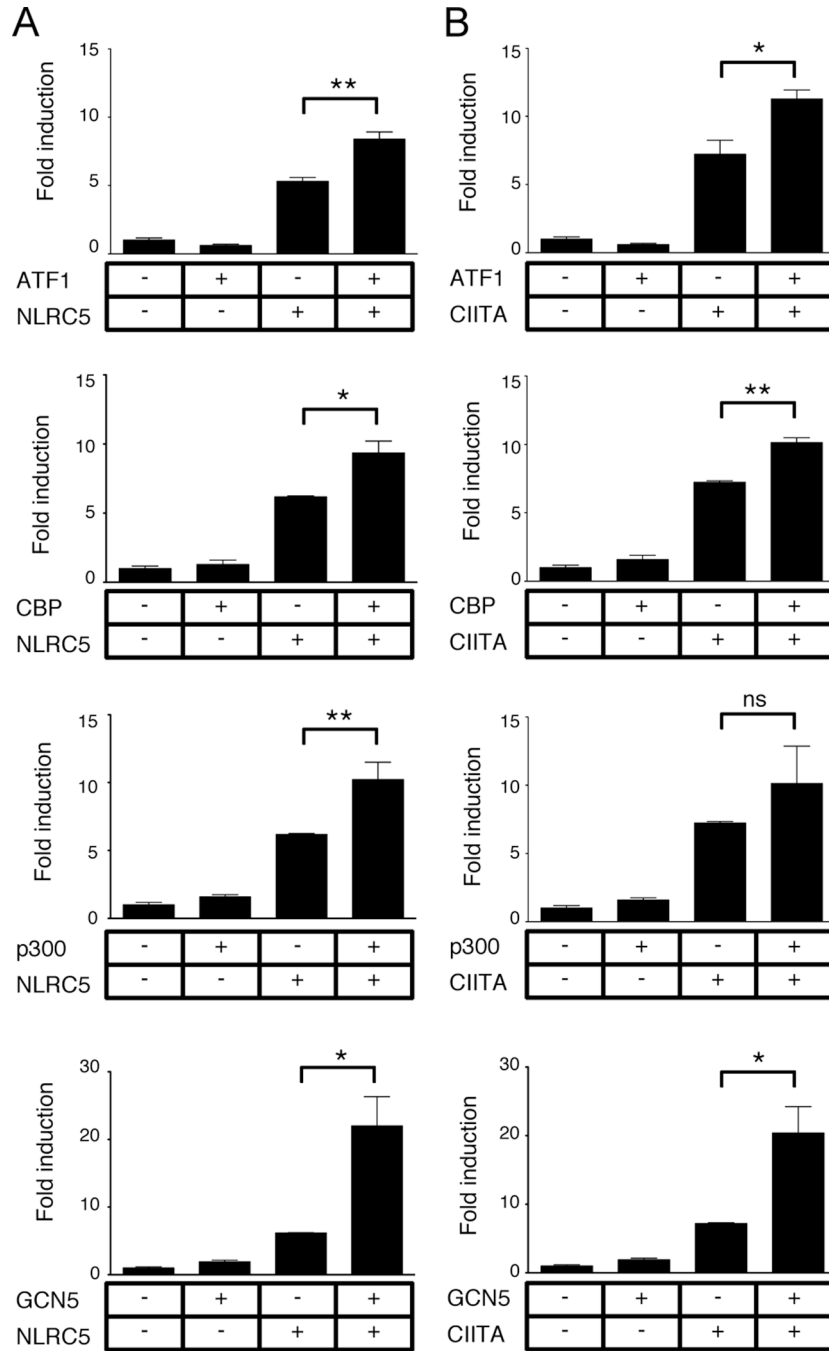 A
Fold induction
15
10
5
0
**
ATF1 - + - +
NLRC5 - - + +
Fold induction
15
10
5
0
*
CBP - + - +
NLRC5 - - + +
Fold induction
15
10
5
0
**
p300 - + - +
NLRC5 - - + +
Fold induction
30
20
10
0
*
GCN5 - + - +
NLRC5 - - + +
B
Fold induction
15
10
5
0
*
ATF1 - + - +
CIITA - - + +
Fold induction
15
10
5
0
**
CBP - + - +
CIITA - - + +
Fold induction
15
10
5
0
ns
p300 - + - +
CIITA - - + +
Fold induction
30
20
10
0
*
GCN5 - + - +
CIITA - - + +